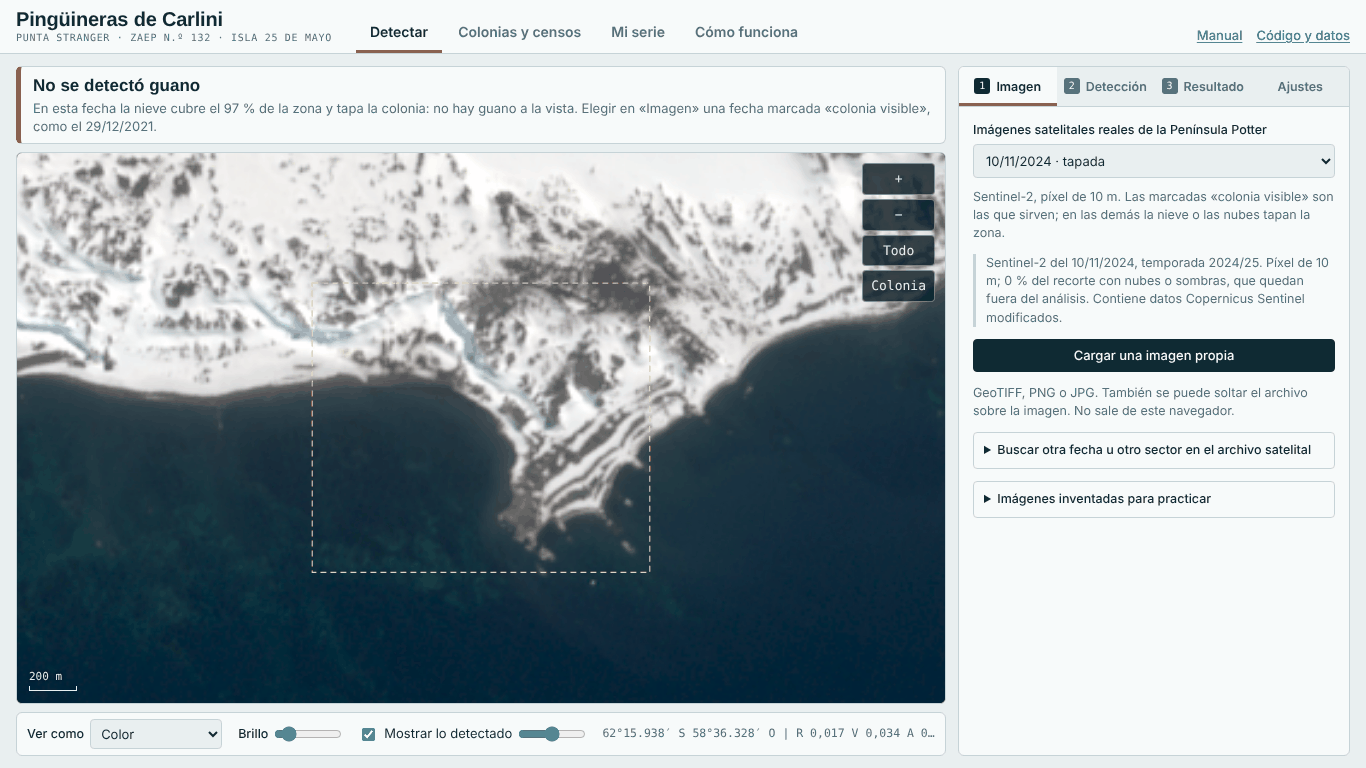 Pingüineras de Carlini
PUNTA STRANGER · ZAEP N.º 132 · ISLA 25 DE MAYO
Detectar
Colonias y censos
Mi serie
Cómo funciona
Manual
Código y datos
No se detectó guano
En esta fecha la nieve cubre el 97 % de la zona y tapa la colonia: no hay guano a la vista. Elegir en «Imagen» una fecha marcada «colonia visible»,
como el 29/12/2021.
+
−
Todo
Colonia
200 m
Ver como
Color
Brillo
Mostrar lo detectado
62°15.938′ S 58°36.328′ O | R 0,017 V 0,034 A 0…
1 Imagen
2 Detección
3 Resultado
Ajustes
Imágenes satelitales reales de la Península Potter
10/11/2024 · tapada
Sentinel-2, píxel de 10 m. Las marcadas «colonia visible» son
las que sirven; en las demás la nieve o las nubes tapan la
zona.
Sentinel-2 del 10/11/2024, temporada 2024/25. Píxel de 10
m; 0 % del recorte con nubes o sombras, que quedan
fuera del análisis. Contiene datos Copernicus Sentinel
modificados.
Cargar una imagen propia
GeoTIFF, PNG o JPG. También se puede soltar el archivo
sobre la imagen. No sale de este navegador.
Buscar otra fecha u otro sector en el archivo satelital
Imágenes inventadas para practicar